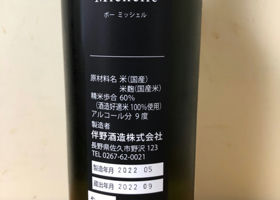 Michelle
ボー ミッシェル
原材料名 米(国産)
米麹(国産米)
精米歩合 60%
(酒造好適米100%使用)
アルコール分 9度
製造者
伴野酒造株式会社
長野県佐久市野沢 123
TEL 0267-62-0021
製造年月 2022 05
蔵出年月 2022 09